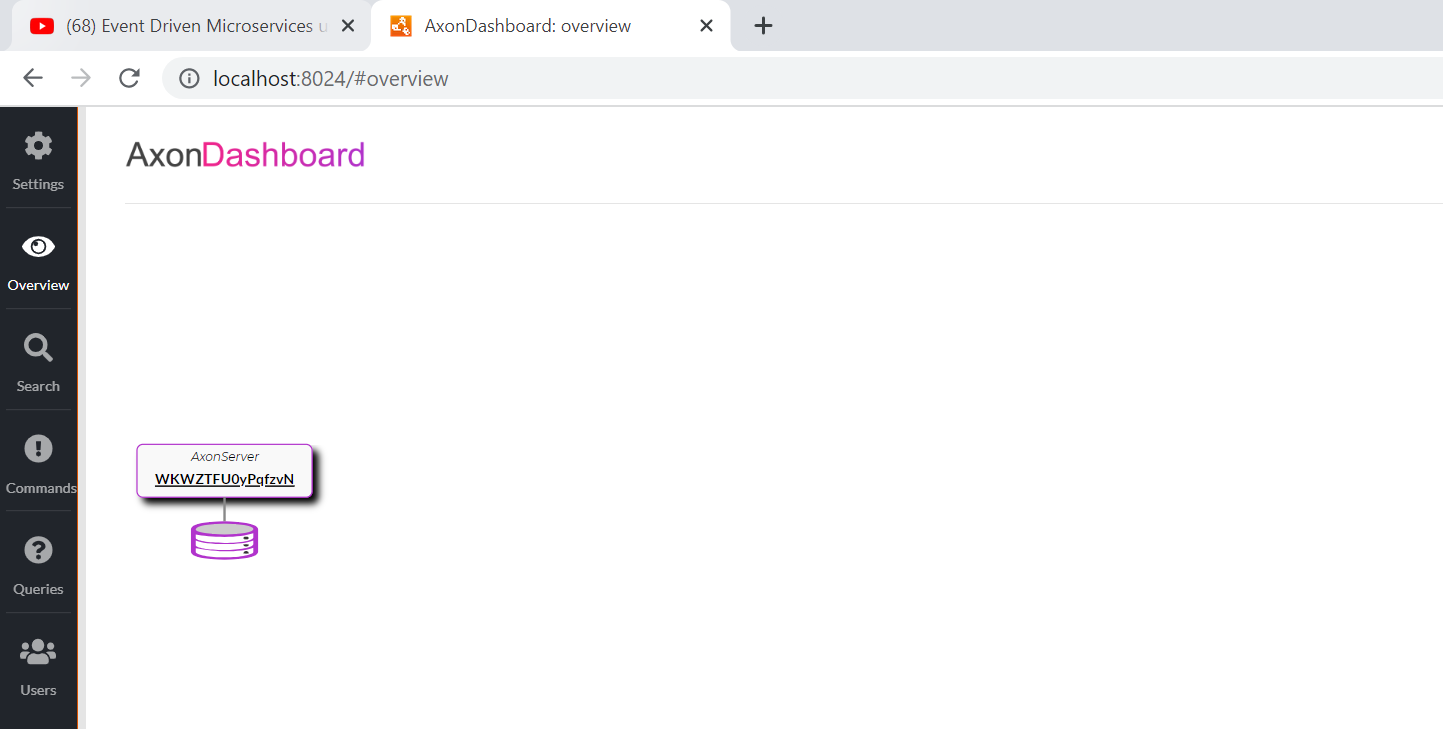 (68) Event Driven Microservices u
AxonDashboard: overview
localhost:8024/#overview
AxonDashboard
Settings
Overview
Search
Commands
Queries
Users
AxonServer
WKWZTFU0yPqfzvN